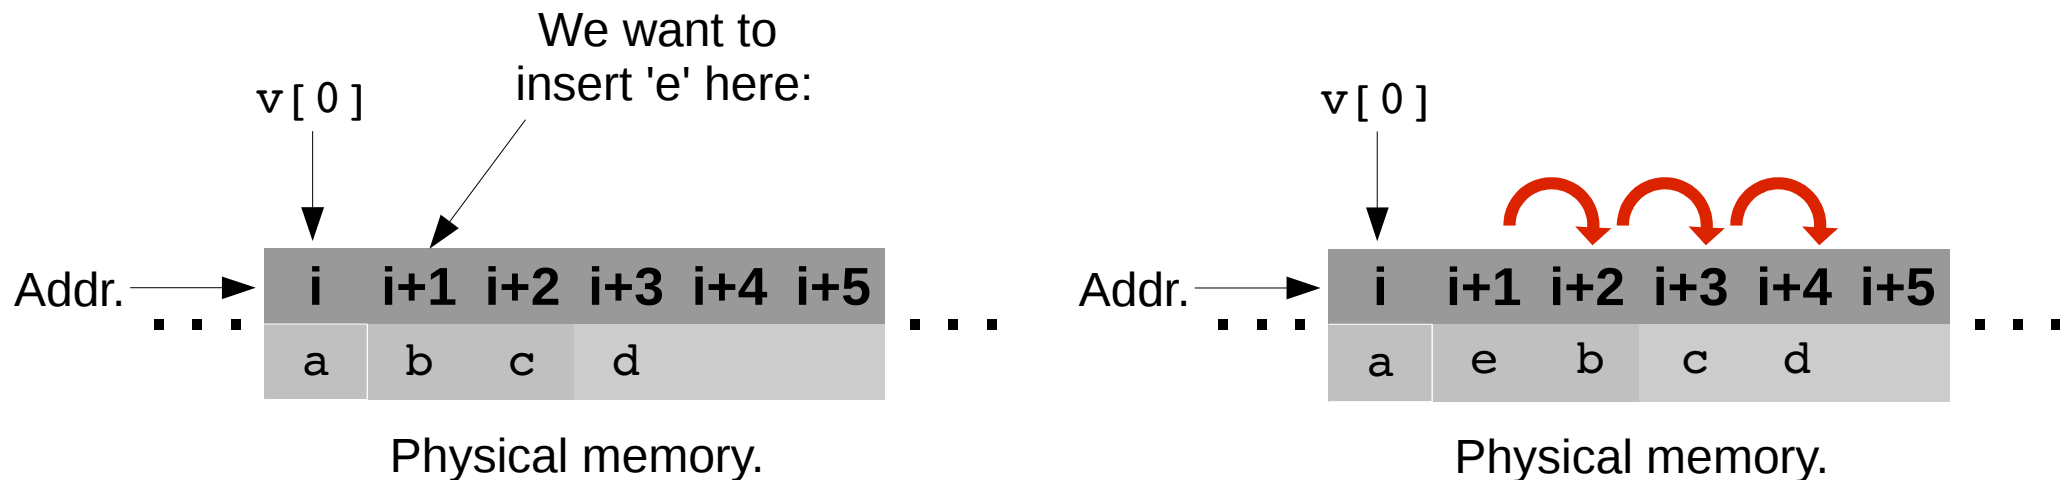 We want to
insert 'e' here:
v[0]
Addr.
i i+1 i+2 i+3 i+4 i+5
a b c d
Physical memory.
v[0]
Addr.
i i+1 i+2 i+3 i+4 i+5
a e b c d
Physical memory.